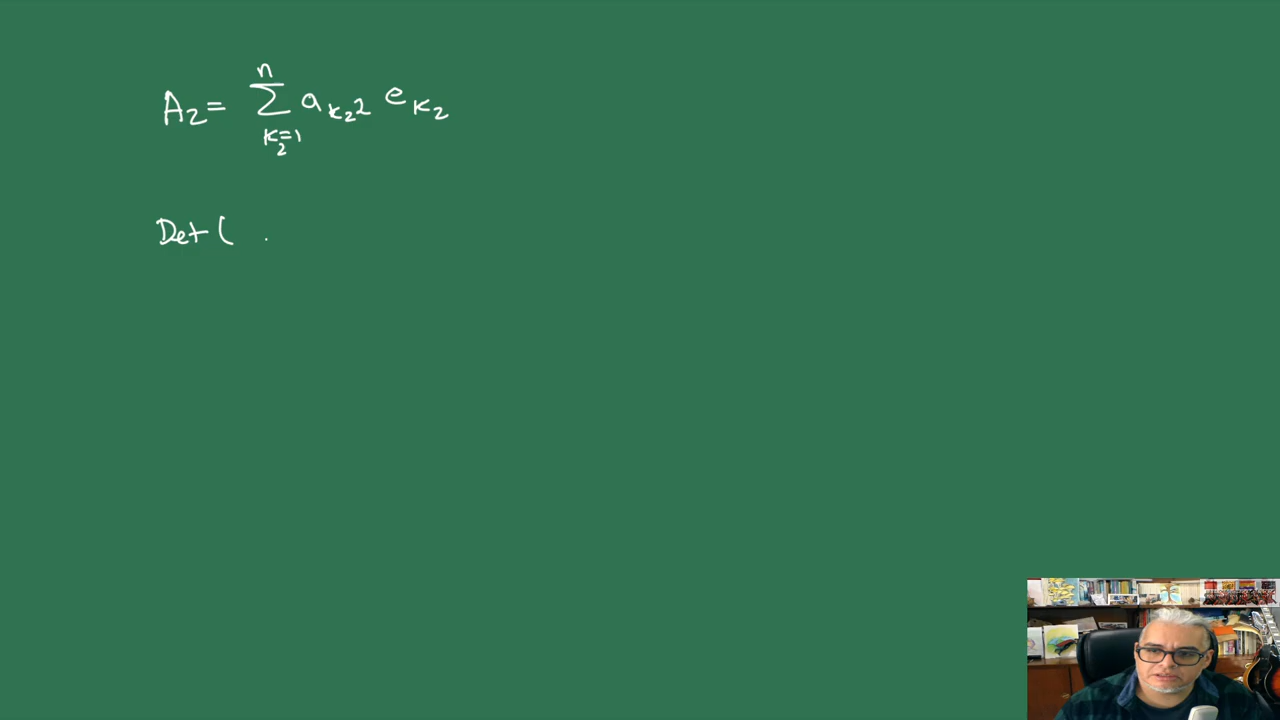 n
A₂ = ∑ a_{k₂2} e_{k₂}
k₂=1
Det (